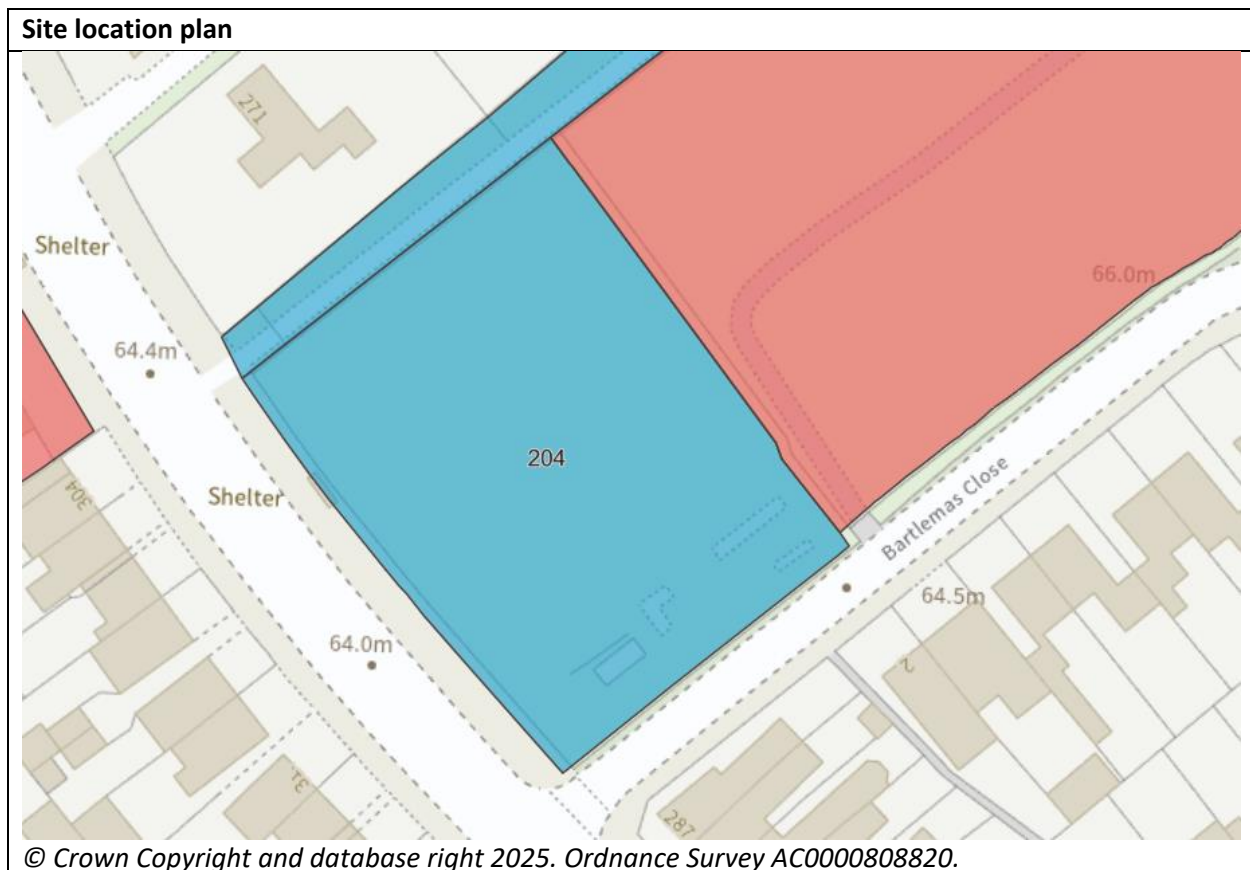 Site location plan
271
Shelter
66.0m
64.4m
204
304
Shelter
Bartlemas Close
64.5m
64.0m
2
31
287
© Crown Copyright and database right 2025. Ordnance Survey AC0000808820.